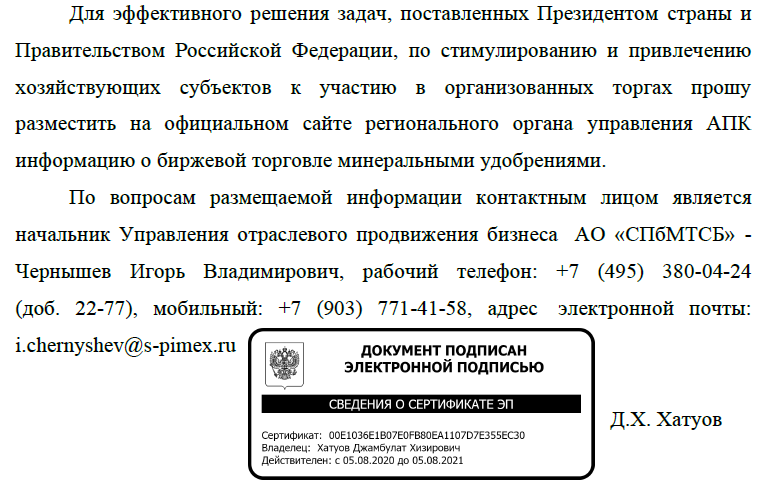 Для эффективного решения задач, поставленных Президентом страны и
Правительством Российской Федерации, по стимулированию и привлечению
хозяйствующих субъектов к участию в организованных торгах прошу
разместить на официальном сайте регионального органа управления АПК
информацию о биржевой торговле минеральными удобрениями.
По вопросам размещаемой информации контактным лицом является
начальник Управления отраслевого продвижения бизнеса АО «СПбМТСБ» -
Чернышев Игорь Владимирович, рабочий телефон: +7 (495) 380-04-24
(доб. 22-77), мобильный: +7 (903) 771-41-58, адрес электронной почты:
i.chernyshev@s-pimex.ru
ДОКУМЕНТ ПОДПИСАН
ЭЛЕКТРОННОЙ ПОДПИСЬЮ
СВЕДЕНИЯ О СЕРТИФИКАТЕ ЭП
Сертификат: 00E1036E1B07E0FB80EA1107D7E355EC30
Владелец: Хатуов Джамбулат Хизирович
Действителен: с 05.08.2020 до 05.08.2021
Д.Х. Хатуов